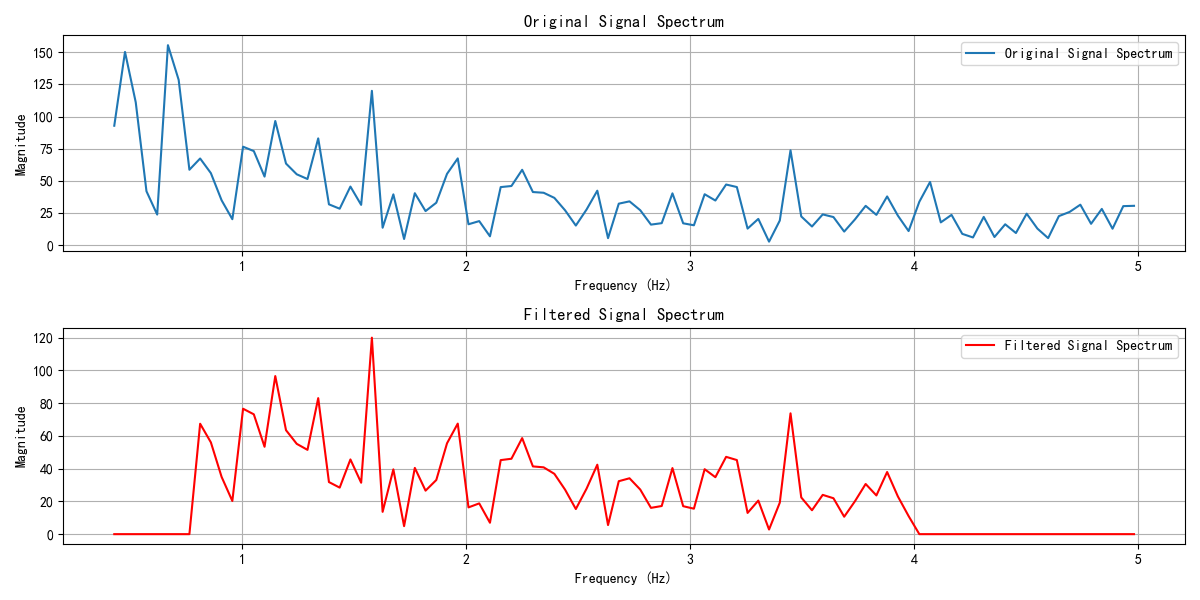 Original Signal Spectrum
Original Signal Spectrum
Magnitude
150
125
100
75
50
25
0
1 2 3 4 5
Frequency (Hz)
Filtered Signal Spectrum
Filtered Signal Spectrum
Magnitude
120
100
80
60
40
20
0
1 2 3 4 5
Frequency (Hz)